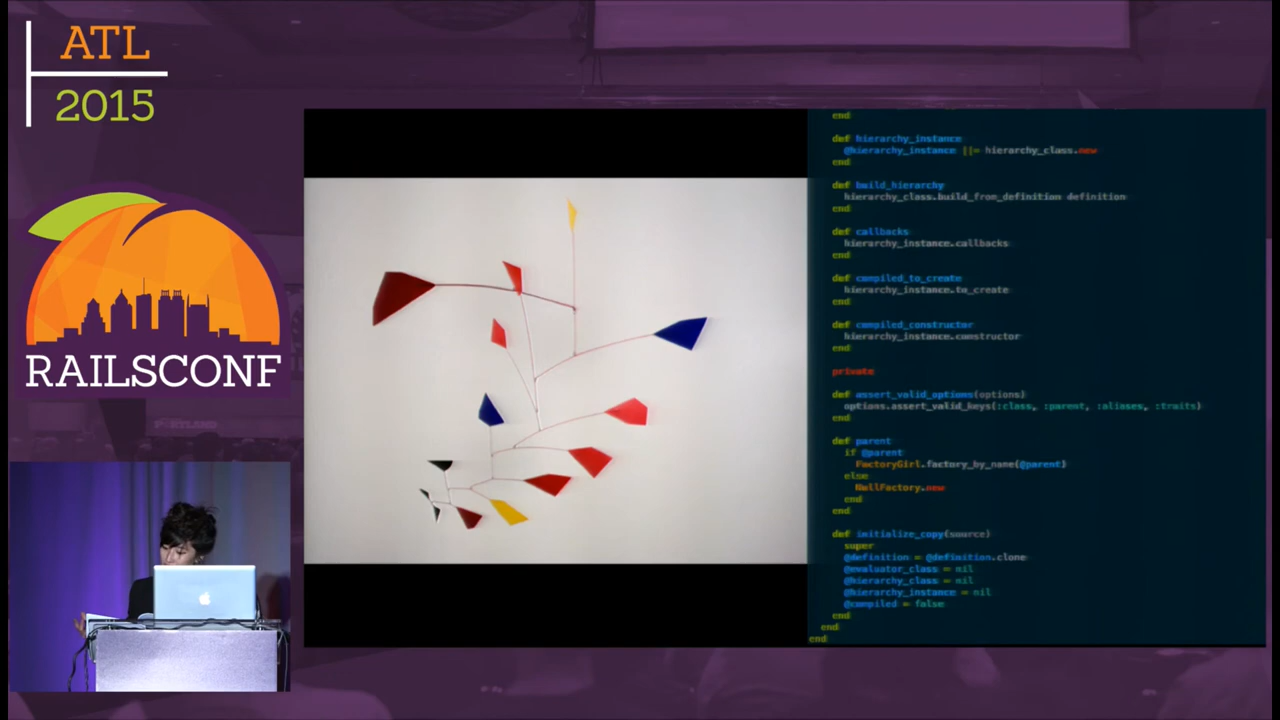 ATL
2015
RAILSCONF
PORTLAND
end
def hierarchy_instance
@hierarchy_instance ||= hierarchy_class.new
end
def build_hierarchy
hierarchy_class.build_from_definition definition
end
def callbacks
hierarchy_instance.callbacks
end
def compiled_to_create
hierarchy_instance.to_create
end
def compiled_constructor
hierarchy_instance.constructor
end
private
def assert_valid_options(options)
options.assert_valid_keys(:class, :parent, :aliases, :traits)
end
def parent
if @parent
FactoryGirl.factory_by_name(@parent)
else
NullFactory.new
end
end
def initialize_copy(source)
super
@definition = @definition.clone
@evaluator_class = nil
@hierarchy_class = nil
@hierarchy_instance = nil
@compiled = false
end
end
end